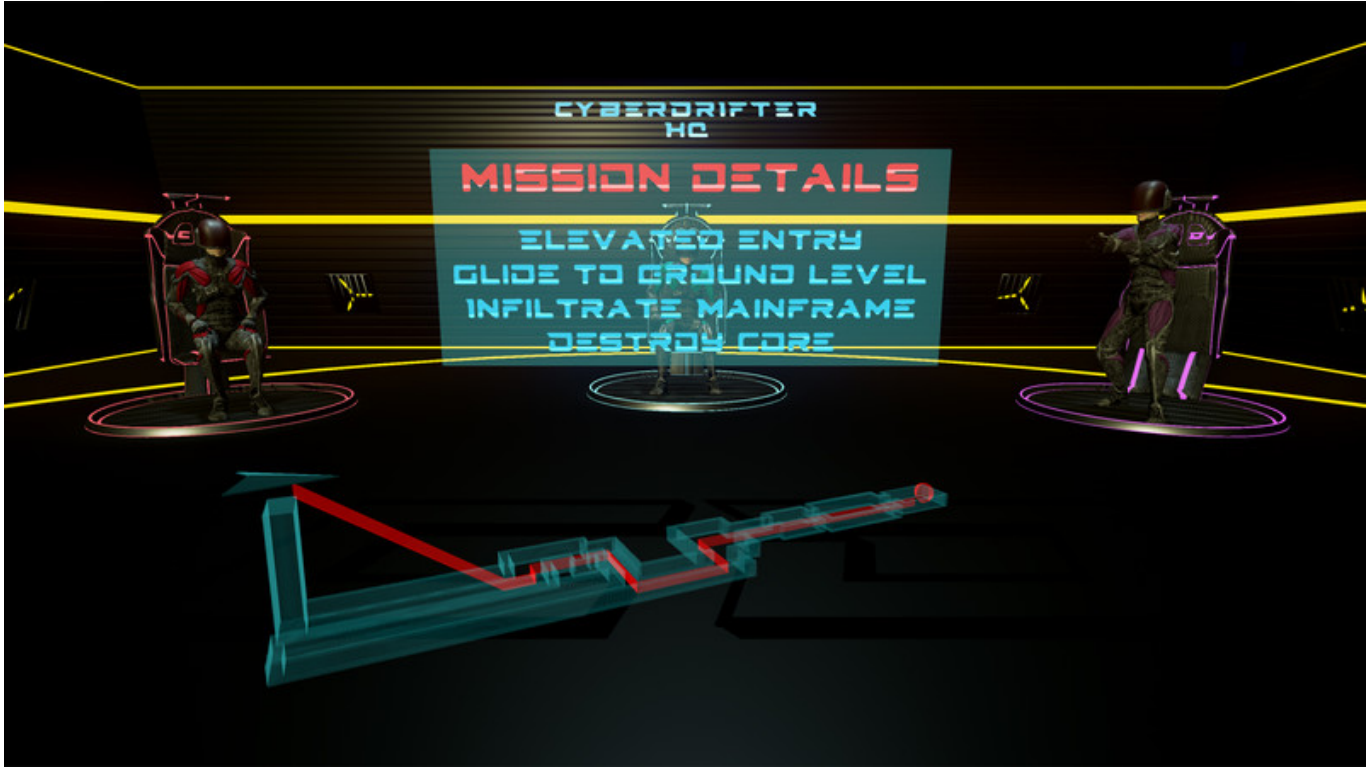 CYBERDRIFTER
HQ
MISSION DETAILS
ELEVATED ENTRY
GLIDE TO GROUND LEVEL
INFILTRATE MAINFRAME
DESTROY CORE